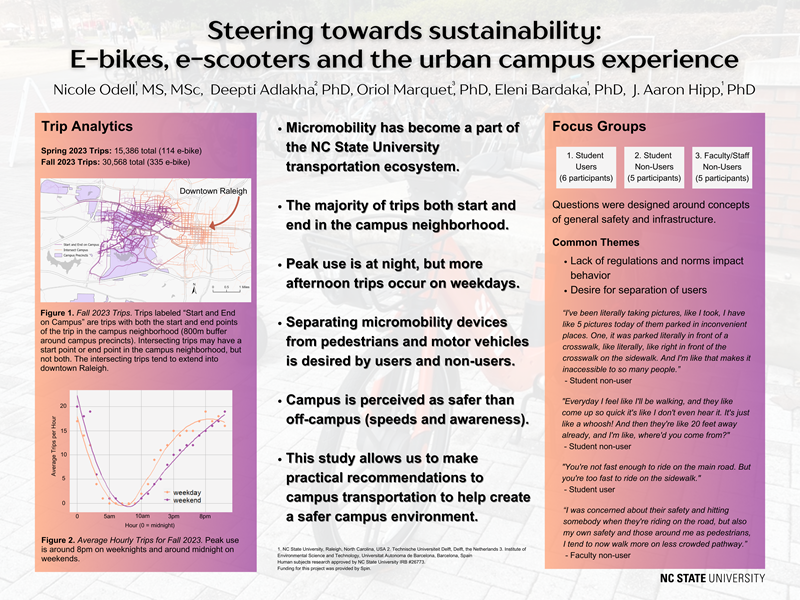 Steering towards sustainability:
E-bikes, e-scooters and the urban campus experience
Nicole Odell,1 MS, MSc, Deepti Adlakha,2 PhD, Oriol Marquet,3 PhD, Eleni Bardaka,1 PhD, J. Aaron Hipp,1 PhD
Trip Analytics
Spring 2023 Trips: 15,386 total (114 e-bike)
Fall 2023 Trips: 30,568 total (335 e-bike)
Downtown Raleigh
Start and End on Campus
Intersect Campus
Campus Precincts
N
0 0.5 1 Miles
Figure 1. Fall 2023 Trips. Trips labeled “Start and End
on Campus” are trips with both the start and end points
of the trip in the campus neighborhood (800m buffer
around campus precincts). Intersecting trips may have a
start point or end point in the campus neighborhood, but
not both. The intersecting trips tend to extend into
downtown Raleigh.
Average Trips per Hour
20
15
10
5
0
weekday
weekend
0 5am 10am 3pm 8pm
Hour (0 = midnight)
Figure 2. Average Hourly Trips for Fall 2023. Peak use
is around 8pm on weeknights and around midnight on
weekends.
• Micromobility has become a part of
the NC State University
transportation ecosystem.
• The majority of trips both start and
end in the campus neighborhood.
• Peak use is at night, but more
afternoon trips occur on weekdays.
• Separating micromobility devices
from pedestrians and motor vehicles
is desired by users and non-users.
• Campus is perceived as safer than
off-campus (speeds and awareness).
• This study allows us to make
practical recommendations to
campus transportation to help create
a safer campus environment.
1. NC State University, Raleigh, North Carolina, USA 2. Technische Universiteit Delft, Delft, the Netherlands 3. Institute of
Environmental Science and Technology, Universitat Autonoma de Barcelona, Barcelona, Spain
Human subjects research approved by NC State University IRB #26773.
Funding for this project was provided by Spin.
Focus Groups
1. Student
Users
(6 participants)
2. Student
Non-Users
(5 participants)
3. Faculty/Staff
Non-Users
(5 participants)
Questions were designed around concepts
of general safety and infrastructure.
Common Themes
• Lack of regulations and norms impact
behavior
• Desire for separation of users
"I've been literally taking pictures, like I took, I have
like 5 pictures today of them parked in inconvenient
places. One, it was parked literally in front of a
crosswalk, like literally, like right in front of the
crosswalk on the sidewalk. And I'm like that makes it
inaccessible to so many people.”
- Student non-user
"Everyday I feel like I'll be walking, and they like
come up so quick it's like I don't even hear it. It's just
like a whoosh! And then they're like 20 feet away
already, and I'm like, where'd you come from?"
- Student non-user
"You're not fast enough to ride on the main road. But
you're too fast to ride on the sidewalk."
- Student user
“I was concerned about their safety and hitting
somebody when they're riding on the road, but also
my own safety and those around me as pedestrians,
I tend to now walk more on less crowded pathway.”
- Faculty non-user
NC STATE UNIVERSITY